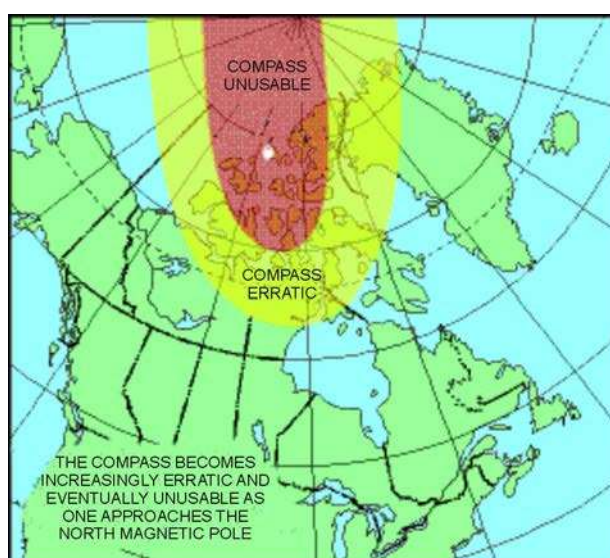 COMPASS
UNUSABLE
COMPASS
ERRATIC
THE COMPASS BECOMES
INCREASINGLY ERRATIC AND
EVENTUALLY UNUSABLE AS
ONE APPROACHES THE
NORTH MAGNETIC POLE